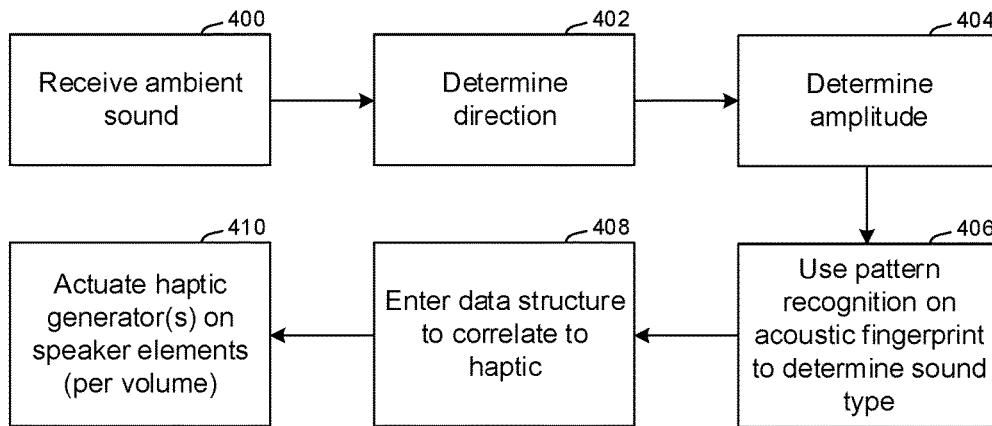 400
Receive ambient
sound
402
Determine
direction
404
Determine
amplitude
406
Use pattern
recognition on
acoustic fingerprint
to determine sound
type
408
Enter data structure
to correlate to
haptic
410
Actuate haptic
generator(s) on
speaker elements
(per volume)